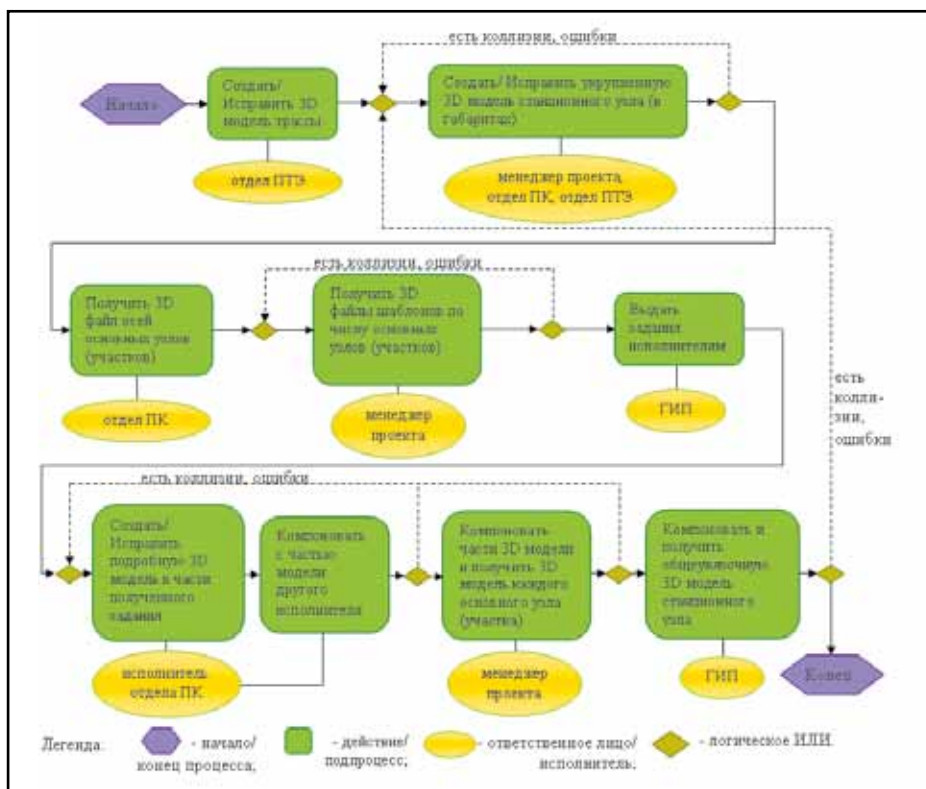 есть коллизии, ошибки
Начало
Создать/
Исправить 3D
модель трассы
Создать/ Исправить укрупненную
3D модель станционного узла (в
габаритах)
отдел ПТЭ
менеджер проекта,
отдел ПК, отдел ПТЭ
есть коллизии, ошибки
Получить 3D
файл осей
основных узлов
(участков)
Получить 3D
файлы шаблонов по
числу основных
узлов (участков)
Выдать
задания
исполнителям
отдел ПК
менеджер
проекта
ГИП
есть
колли-
зии,
ошибки
есть коллизии, ошибки
Создать/
Исправить
подробную 3D
модель в части
полученного
задания
Компоновать
с частью
модели
другого
исполнителя
Компоновать
части 3D модели
и получить 3D
модель каждого
основного узла
(участка)
Компоновать и
получить
общеузловую
3D модель
станционного
узла
исполнитель
отдела ПК
менеджер
проекта
ГИП
Конец
Легенда:
- начало/
конец процесса;
- действие/
подпроцесс;
- ответственное лицо/
исполнитель;
- логическое ИЛИ.